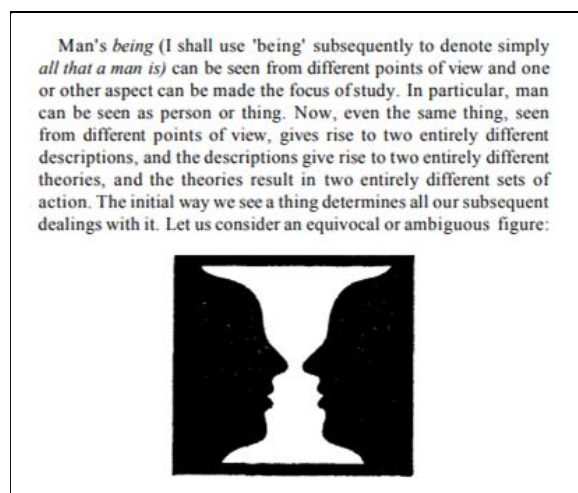 Man's being (I shall use 'being' subsequently to denote simply
all that a man is) can be seen from different points of view and one
or other aspect can be made the focus of study. In particular, man
can be seen as person or thing. Now, even the same thing, seen
from different points of view, gives rise to two entirely different
descriptions, and the descriptions give rise to two entirely different
theories, and the theories result in two entirely different sets of
action. The initial way we see a thing determines all our subsequent
dealings with it. Let us consider an equivocal or ambiguous figure: